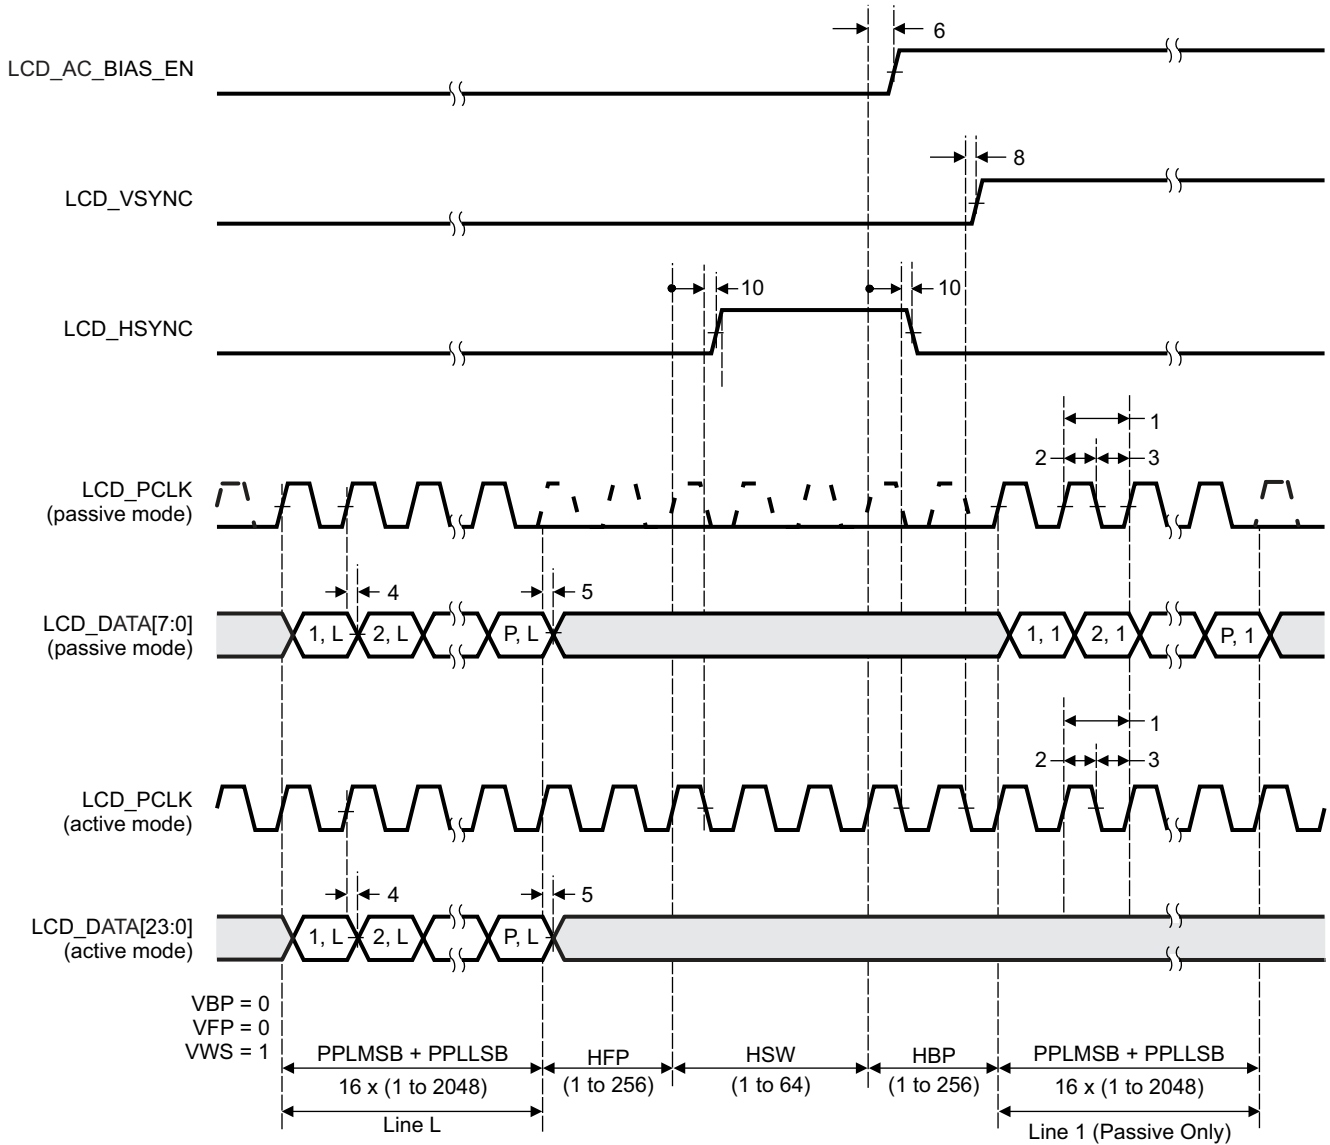 6
LCD_AC_BIAS_EN
8
LCD_VSYNC
10
10
LCD_HSYNC
1
2
3
LCD_PCLK
(passive mode)
4
5
LCD_DATA[7:0]
(passive mode)
1, L
2, L
P, L
1, 1
2, 1
P, 1
1
2
3
LCD_PCLK
(active mode)
4
5
LCD_DATA[23:0]
(active mode)
1, L
2, L
P, L
VBP = 0
VFP = 0
VWS = 1
PPLMSB + PPLLSB
HFP
HSW
HBP
PPLMSB + PPLLSB
16 x (1 to 2048)
(1 to 256)
(1 to 64)
(1 to 256)
16 x (1 to 2048)
Line L
Line 1 (Passive Only)